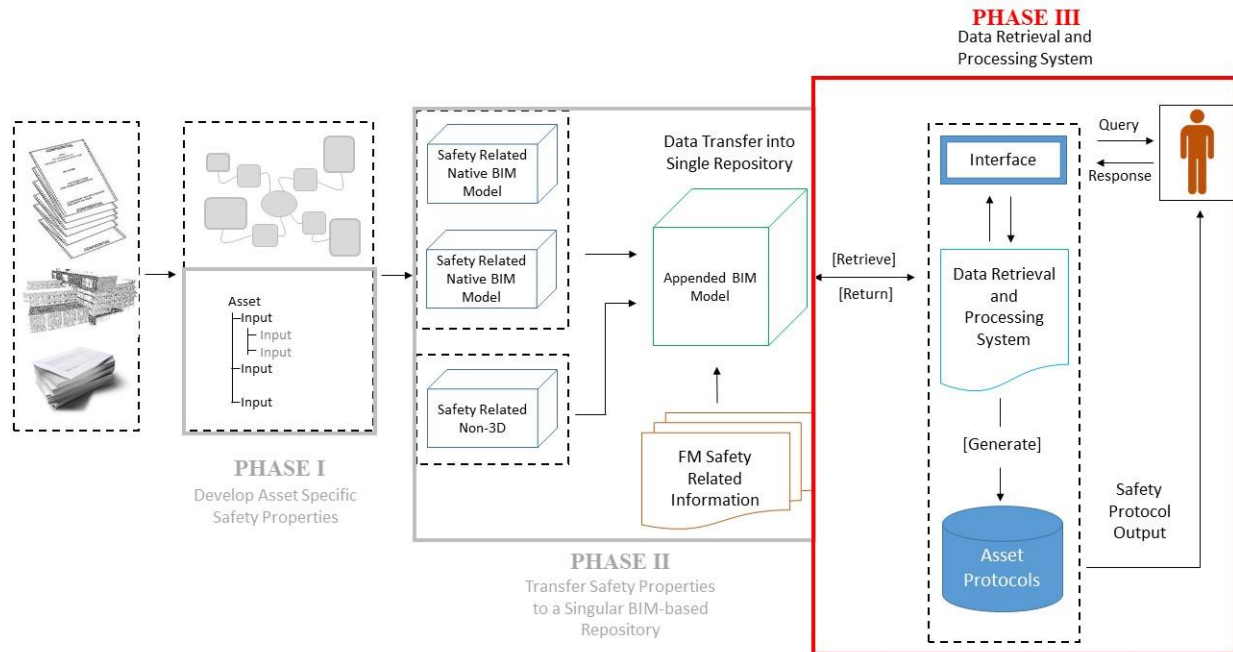 PHASE III
Data Retrieval and
Processing System
CONFIDENTIAL
CONFIDENTIAL
Asset
Input
Input
Input
Input
Input
PHASE I
Develop Asset Specific
Safety Properties
Safety Related
Native BIM
Model
Safety Related
Native BIM
Model
Safety Related
Non-3D
Data Transfer into
Single Repository
Appended BIM
Model
FM Safety
Related
Information
PHASE II
Transfer Safety Properties
to a Singular BIM-based
Repository
[Retrieve]
[Return]
Interface
Query
Response
Data Retrieval
and
Processing
System
[Generate]
Asset
Protocols
Safety
Protocol
Output